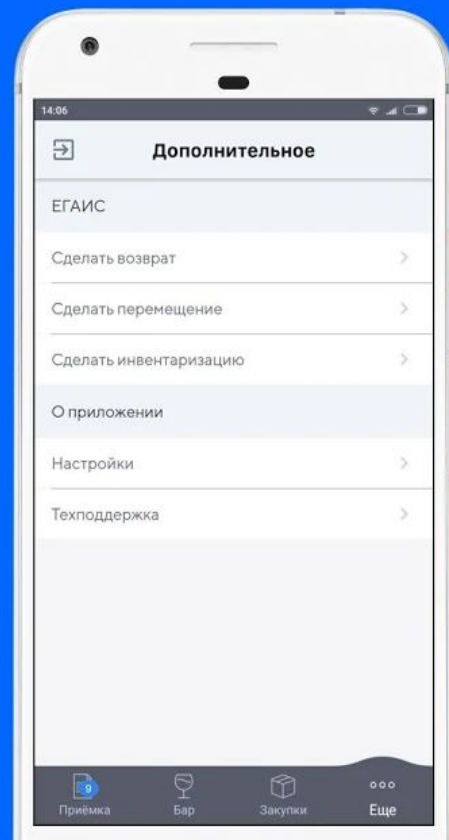 14:06
Дополнительное
ЕГАИС
Сделать возврат
Сделать перемещение
Сделать инвентаризацию
О приложении
Настройки
Техподдержка
9
Приёмка Бар Закупки Еще